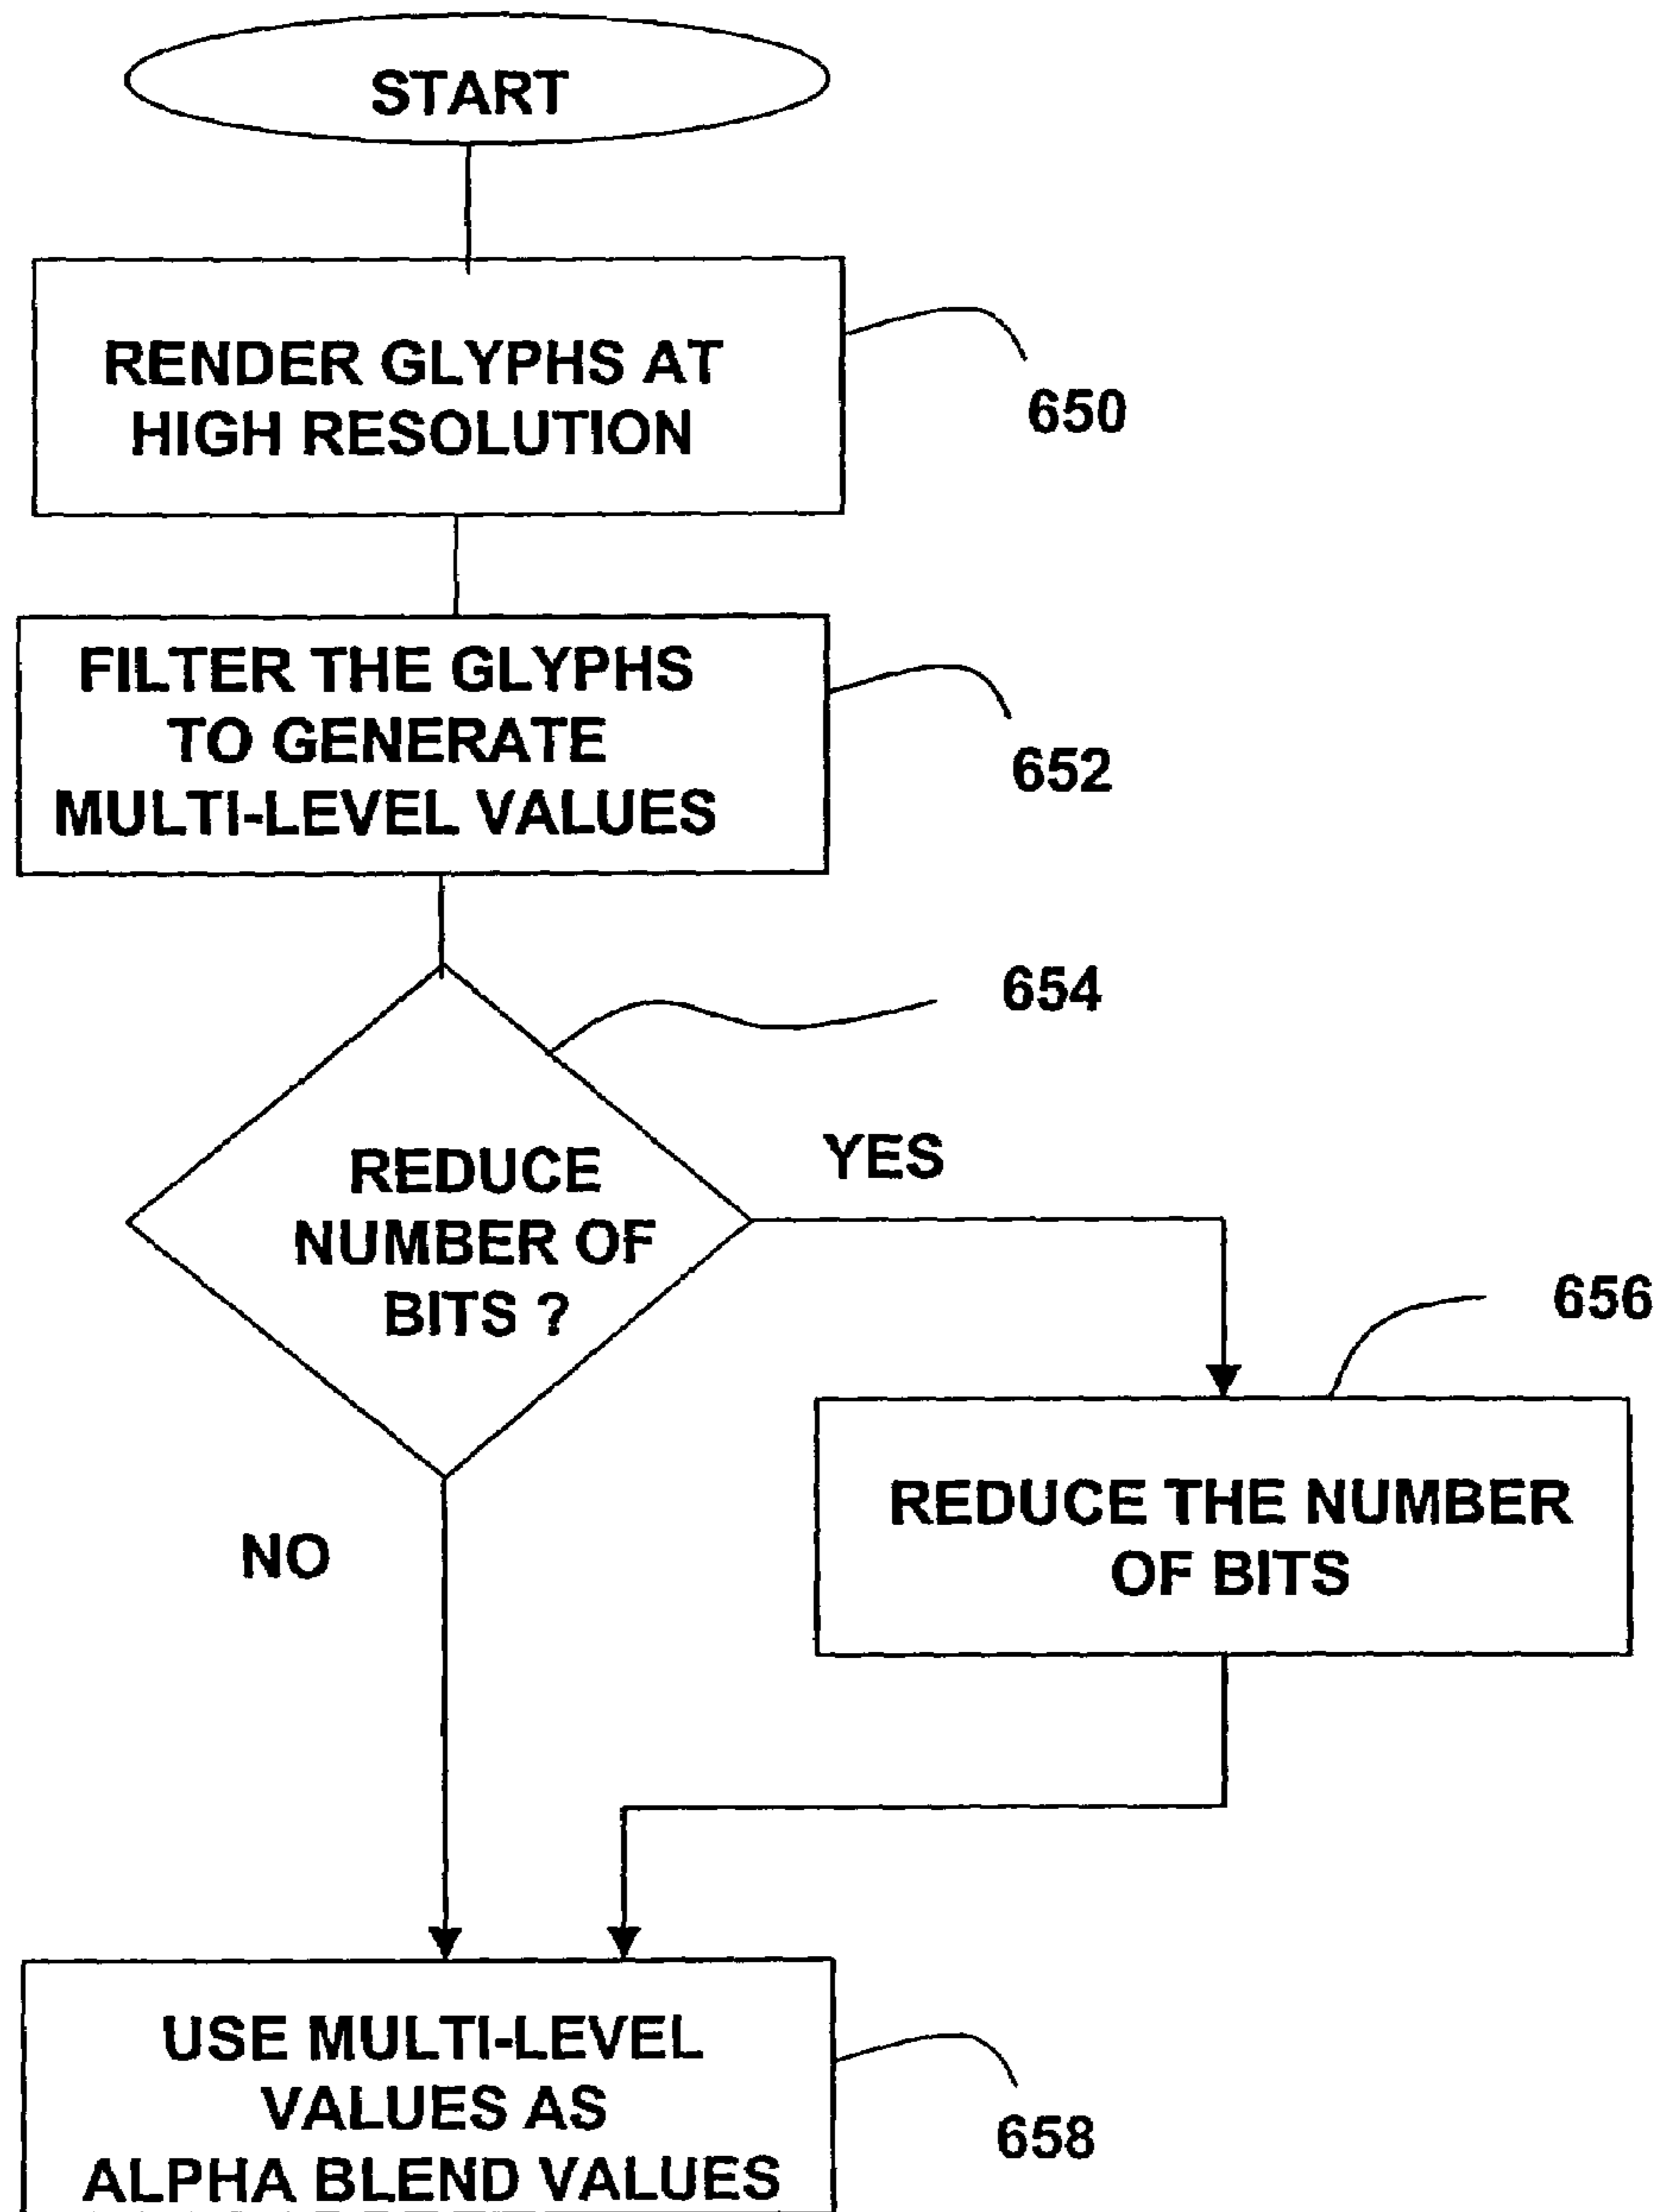 START
RENDER GLYPHS AT
HIGH RESOLUTION
650
FILTER THE GLYPHS
TO GENERATE
MULTI-LEVEL VALUES
652
654
REDUCE
NUMBER OF
BITS ?
YES
656
REDUCE THE NUMBER
OF BITS
NO
USE MULTI-LEVEL
VALUES AS
ALPHA BLEND VALUES
658